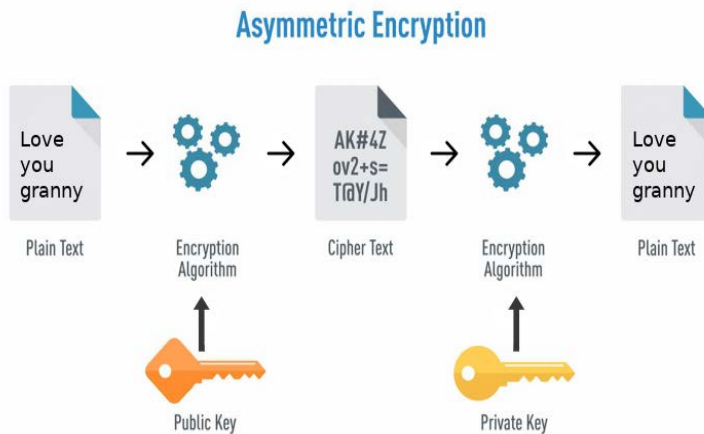 Asymmetric Encryption
Love
you
granny
AK#4Z
ov2+s=
T@Y/Jh
Love
you
granny
Plain Text
Encryption
Algorithm
Cipher Text
Encryption
Algorithm
Plain Text
Public Key
Private Key